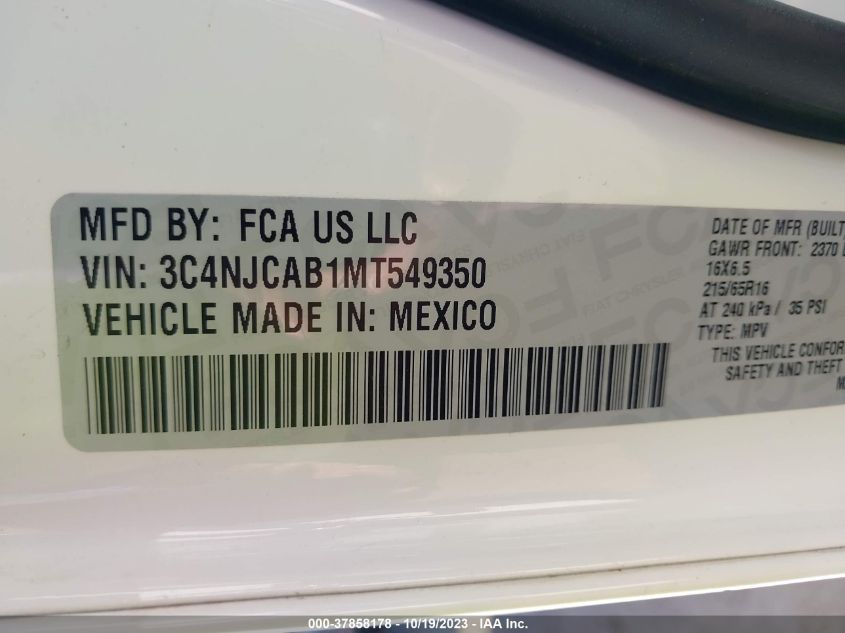 MFD BY: FCA US LLC
VIN: 3C4NJCAB1MT549350
VEHICLE MADE IN: MEXICO
DATE OF MFR (BUILT
GAWR FRONT: 2370
16X6.5
215/65R16
AT 240 kPa / 35 PSI
TYPE: MPV
THIS VEHICLE
SAFETY AND THEFT
000-37858178 - 10/19/2023 - IAA Inc.